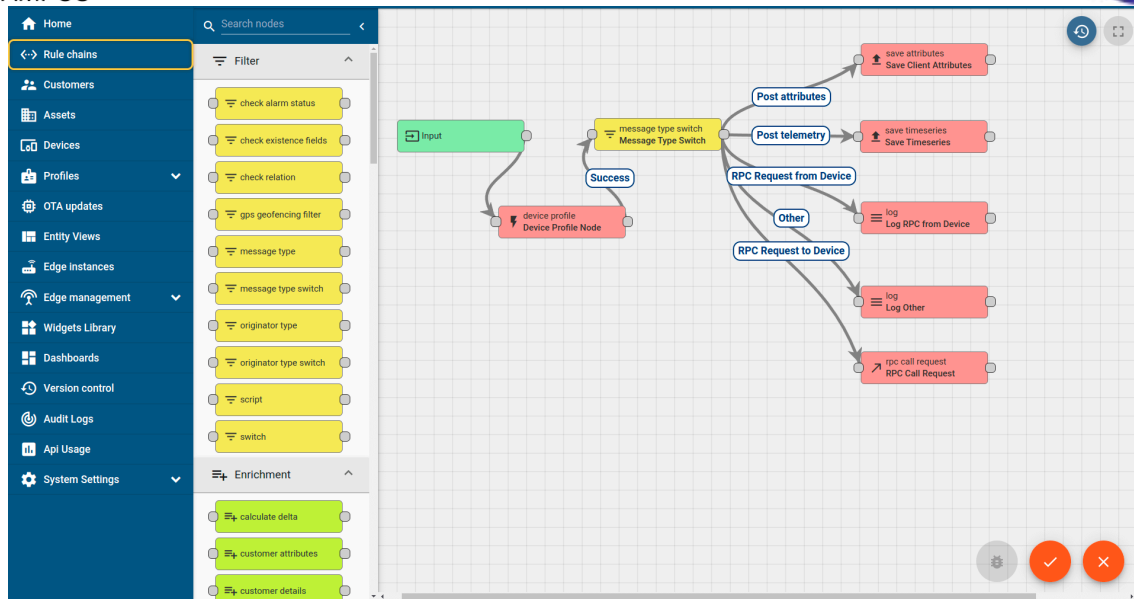 Home
Rule chains
Customers
Assets
Devices
Profiles
OTA updates
Entity Views
Edge instances
Edge management
Widgets Library
Dashboards
Version control
Audit Logs
Api Usage
System Settings
Search nodes
Filter
check alarm status
check existence fields
check relation
gps geofencing filter
message type
message type switch
originator type
originator type switch
script
switch
Enrichment
calculate delta
customer attributes
customer details
Input
device profile
Device Profile Node
Success
message type switch
Message Type Switch
Post attributes
Post telemetry
RPC Request from Device
Other
RPC Request to Device
save attributes
Save Client Attributes
save timeseries
Save Timeseries
log
Log RPC from Device
log
Log Other
rpc call request
RPC Call Request